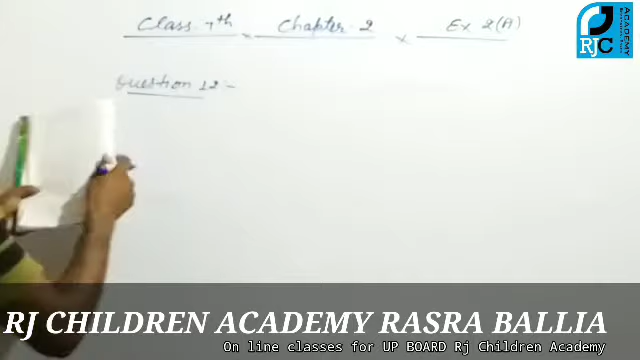 Class 7th × Chapter 2 × Ex 2(A)
Question 12:-
RJC
ACADEMY
RJ CHILDREN ACADEMY RASRA BALLIA
On line classes for UP BOARD Rj Children Academy